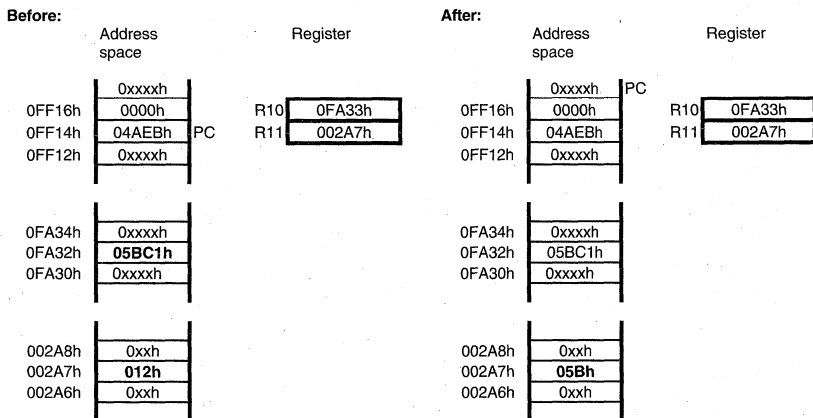 Before: After:
Address Register Address Register
space space
0xxxxh 0xxxxh PC
0FF16h 0000h R10 0FA33h 0FF16h 0000h R10 0FA33h
0FF14h 04AEBh PC R11 002A7h 0FF14h 04AEBh R11 002A7h
0FF12h 0xxxxh 0FF12h 0xxxxh
0FA34h 0xxxxh 0FA34h 0xxxxh
0FA32h 05BC1h 0FA32h 05BC1h
0FA30h 0xxxxh 0FA30h 0xxxxh
002A8h 0xxh 002A8h 0xxh
002A7h 012h 002A7h 05Bh
002A6h 0xxh 002A6h 0xxh